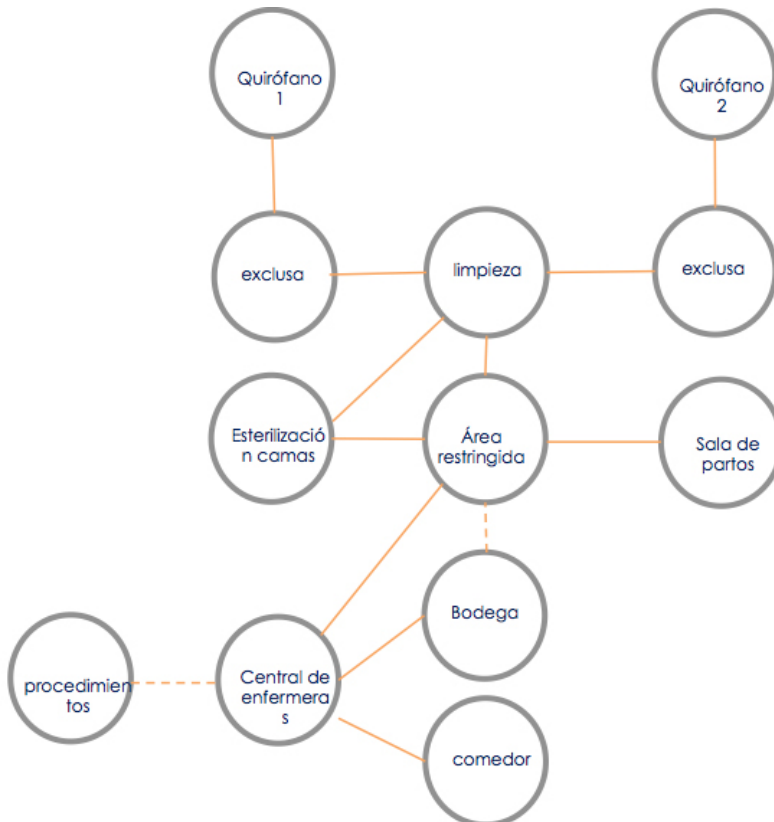 Quirófano
1
Quirófano
2
exclusa
limpieza
exclusa
Esterilizació
n camas
Área
restringida
Sala de
partos
Bodega
procedimien
tos
Central de
enfermera
s
comedor